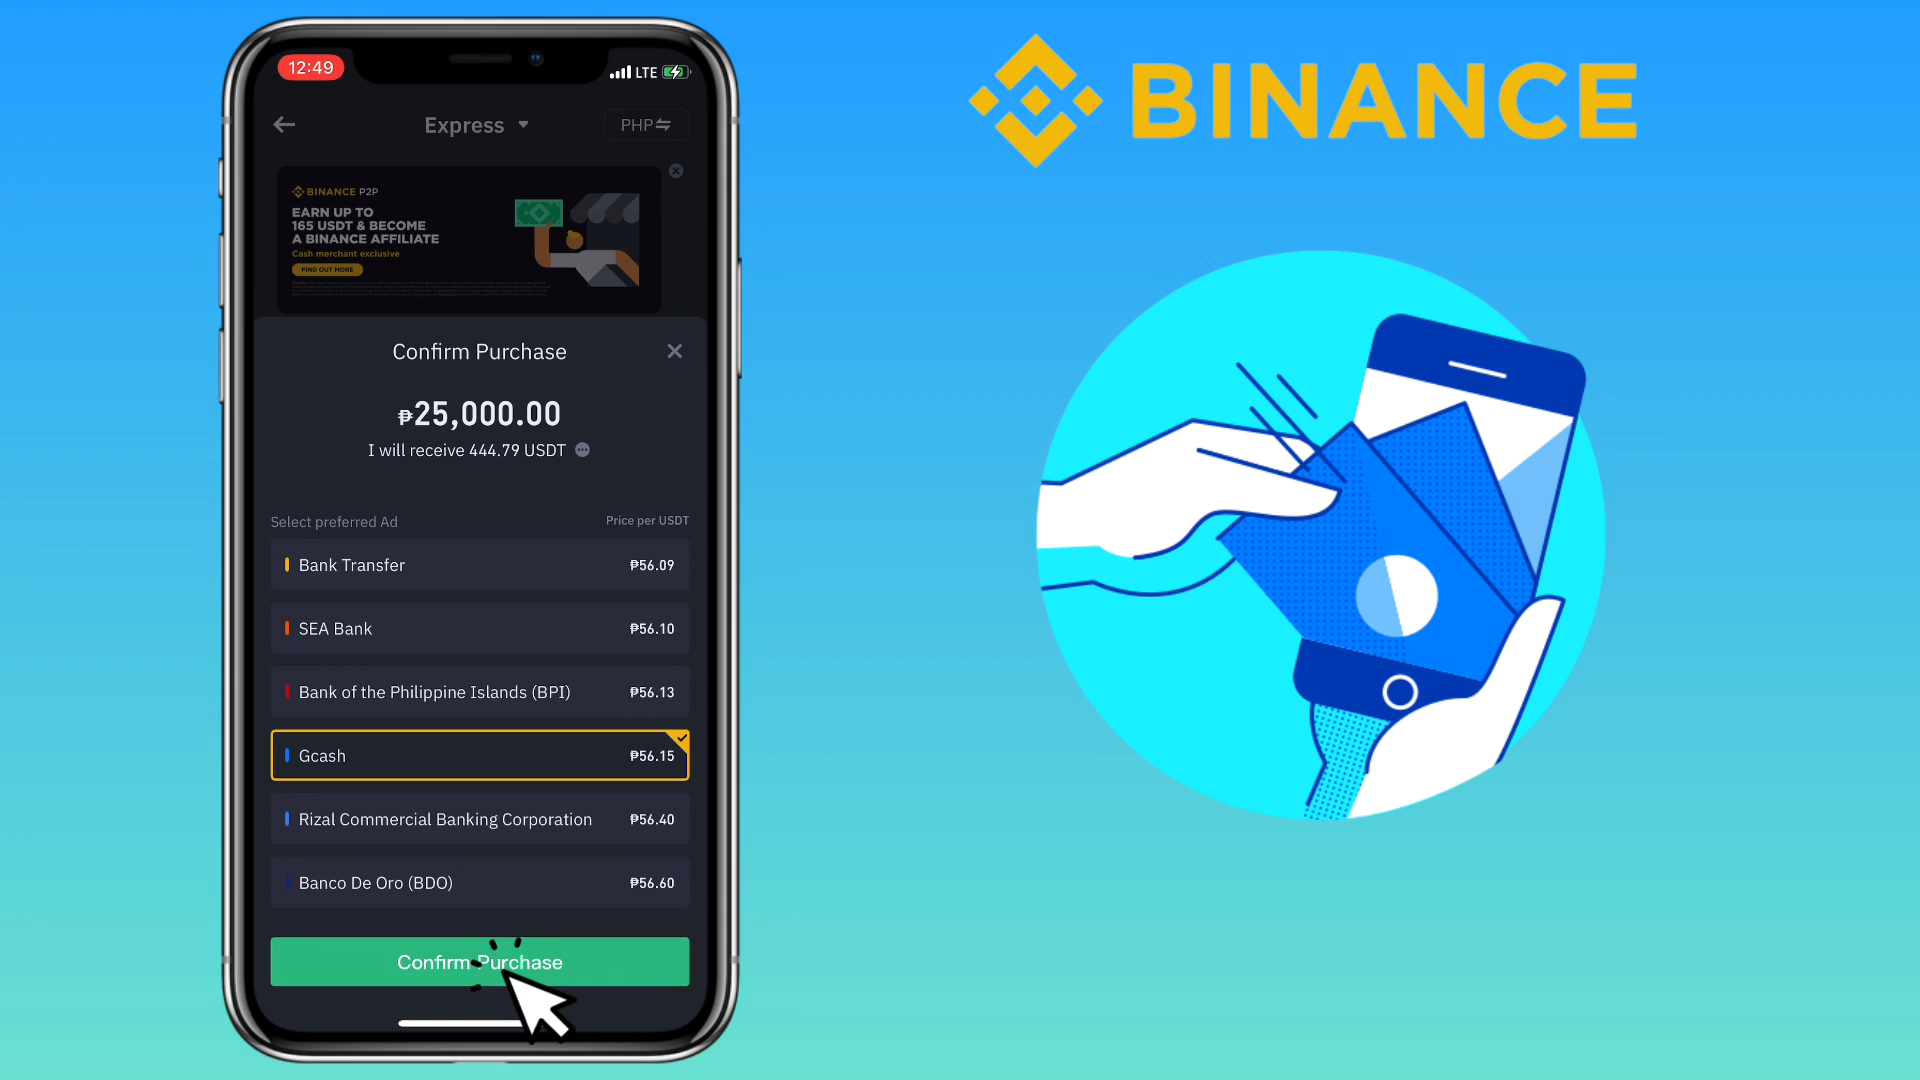 12:49
LTE
Express
PHP
BINANCE P2P
EARN UP TO
165 USDT & BECOME
A BINANCE AFFILIATE
Cash merchant exclusive
FIND OUT MORE
Confirm Purchase
₱25,000.00
I will receive 444.79 USDT
Select preferred Ad
Price per USDT
Bank Transfer ₱56.09
SEA Bank ₱56.10
Bank of the Philippine Islands (BPI) ₱56.13
Gcash ₱56.15
Rizal Commercial Banking Corporation ₱56.40
Banco De Oro (BDO) ₱56.60
Confirm Purchase
BINANCE